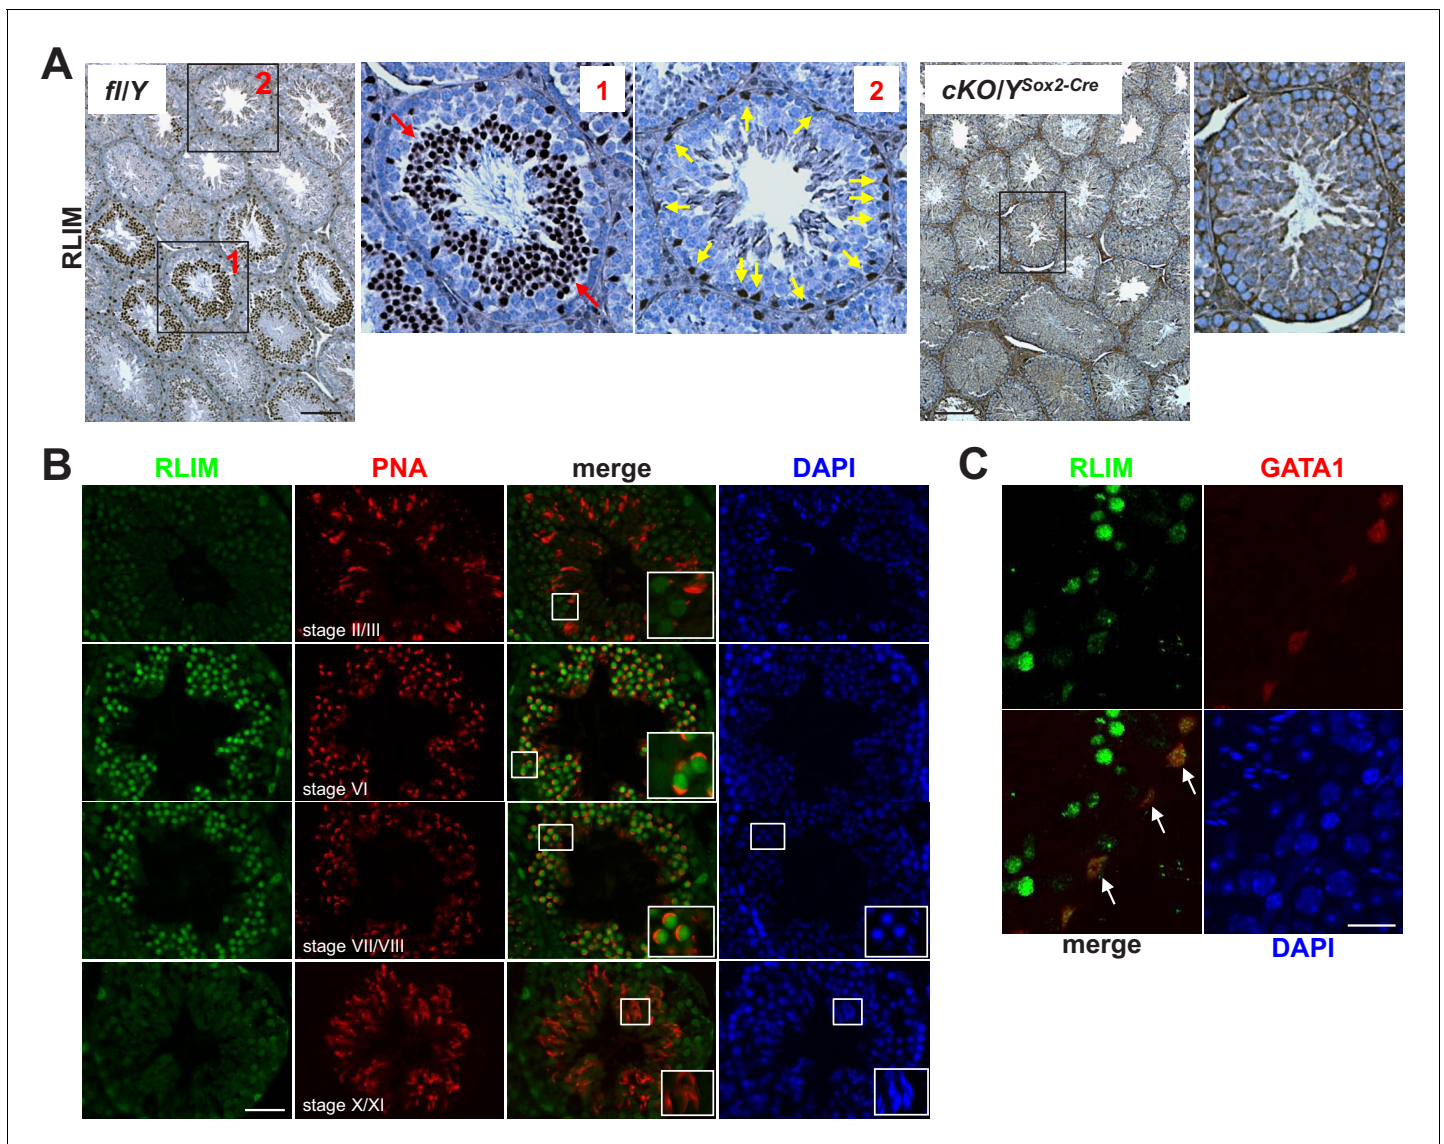 A
fl/Y
2
1
1
2
cKO/Y^Sox2-Cre
RLIM
B
RLIM
PNA
merge
DAPI
stage II/III
stage VI
stage VII/VIII
stage X/XI
C
RLIM
GATA1
merge
DAPI